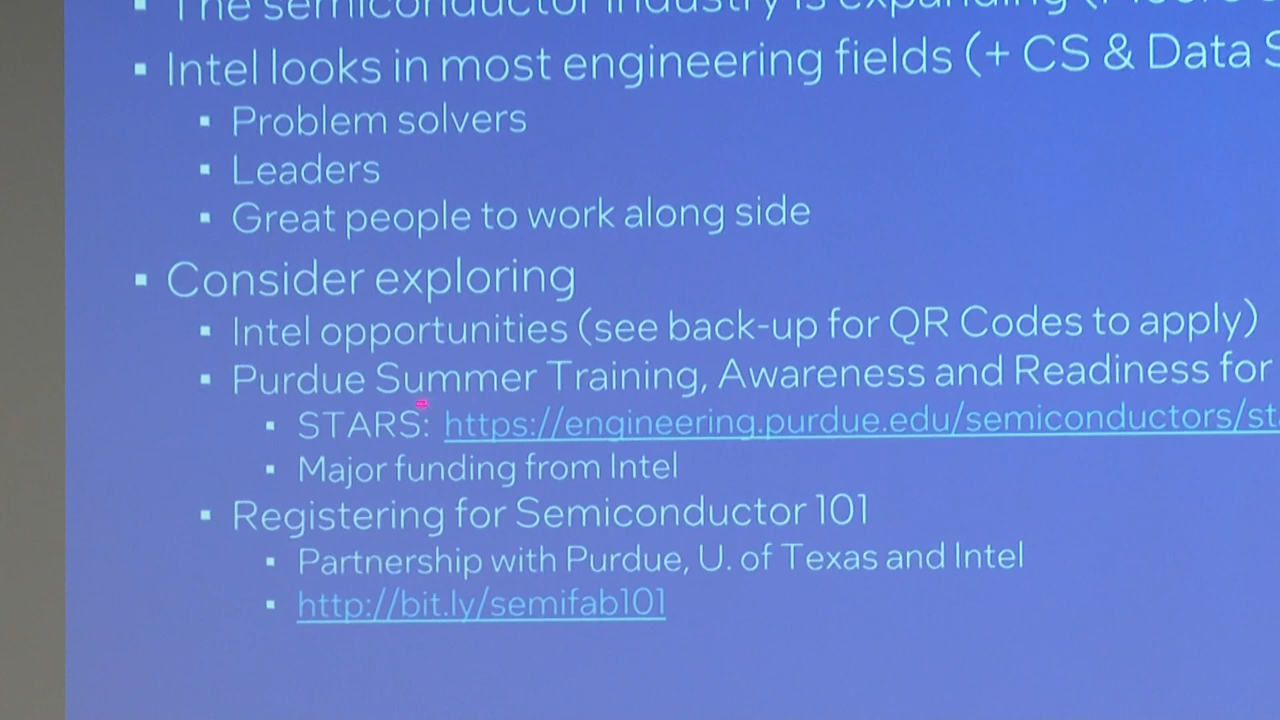 The semiconductor industry is expanding
Intel looks in most engineering fields (+ CS & Data
Problem solvers
Leaders
Great people to work along side
Consider exploring
Intel opportunities (see back-up for QR Codes to apply)
Purdue Summer Training, Awareness and Readiness for
STARS: https://engineering.purdue.edu/semiconductors/st
Major funding from Intel
Registering for Semiconductor 101
Partnership with Purdue, U. of Texas and Intel
http://bit.ly/semifab101